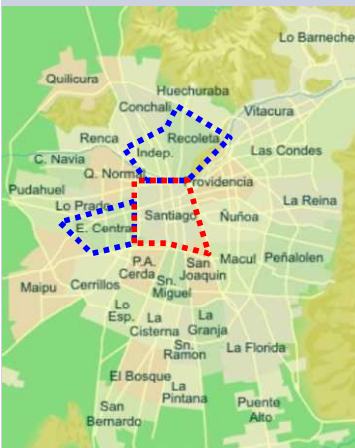 Lo Barneche
Quilicura
Huechuraba
Conchalí
Vitacura
Renca
Recoleta
Indep.
Las Condes
C. Navia
Q. Normal
Pudahuel
Providencia
Lo Prado
La Reina
Santiago
Ñuñoa
E. Central
P.A.
Cerda
San
Joaquin
Macul
Peñalolen
Maipu
Cerrillos
Sn.
Miguel
Lo
Esp.
La
Cisterna
La
Granja
Sn.
Ramon
La Florida
El Bosque
La
Pintana
San
Bernardo
Puente
Alto